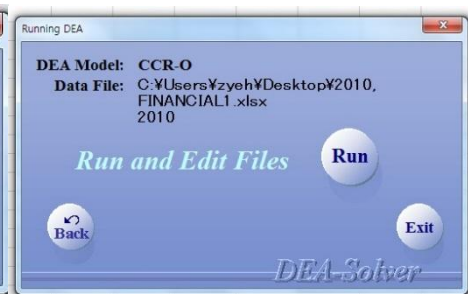 Running DEA
DEA Model: CCR-O
Data File: C:¥Users¥zyeh¥Desktop¥2010,
FINANCIAL1.xlsx
2010
Run and Edit Files
Run
Back
Exit
DEA-Solver